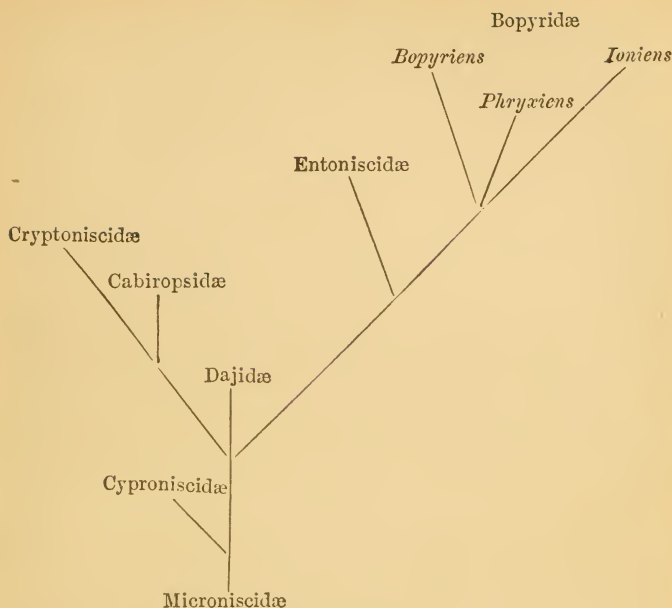 Bopyridæ
Bopyriens
Ioniens
Phryxiens
Entoniscidæ
Cryptoniscidæ
Cabiropsidæ
Dajidæ
Cyproniscidæ
Microniscidæ